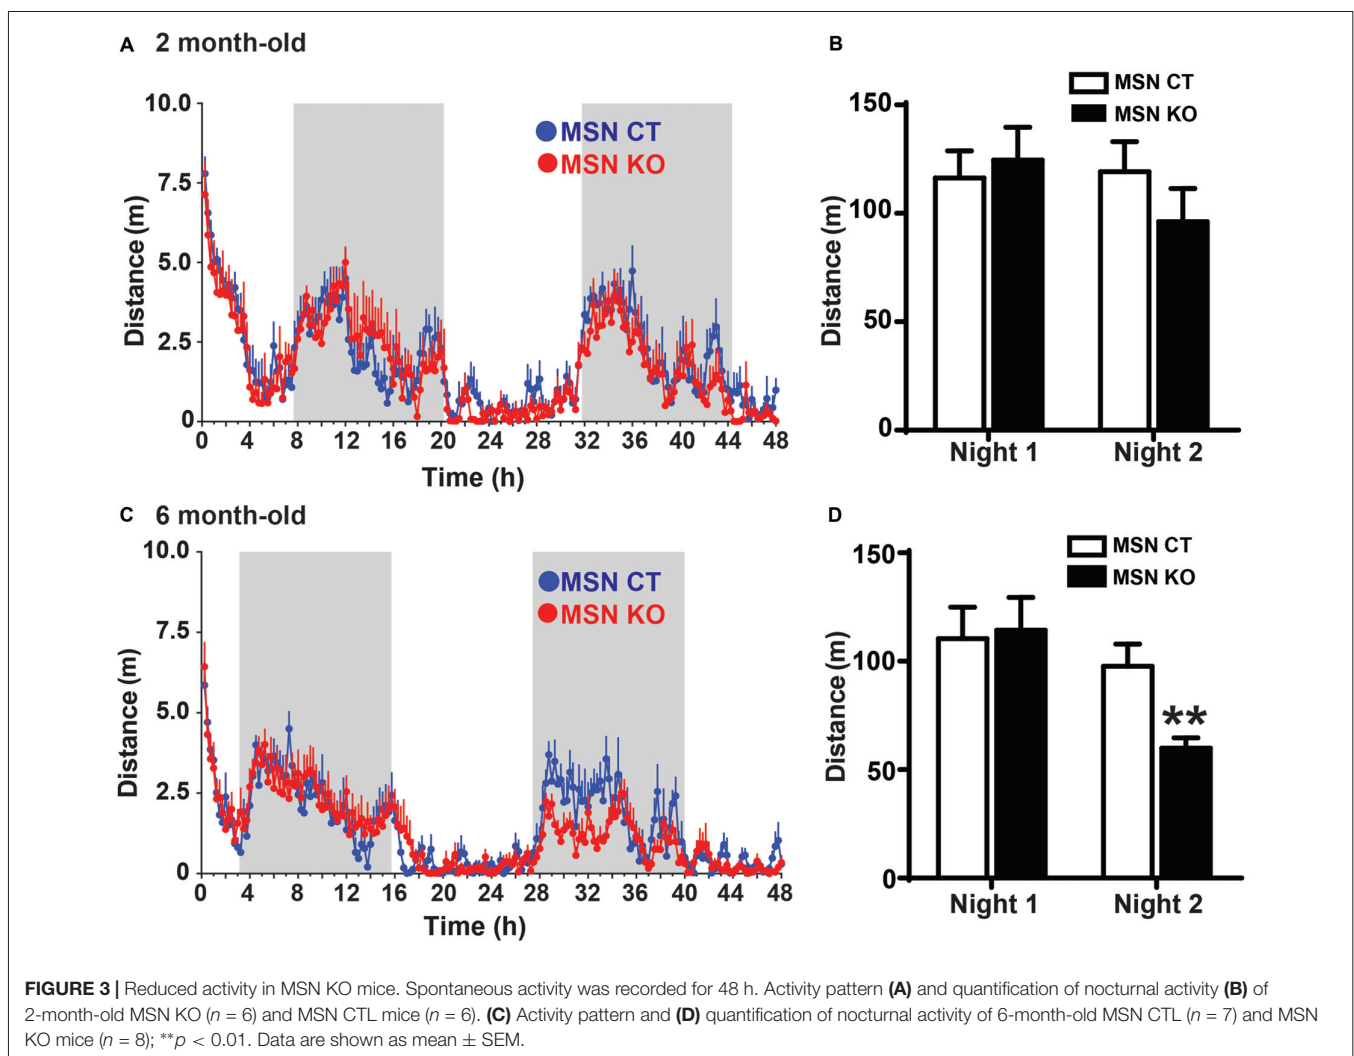 A 2 month-old
10.0
7.5
5.0
2.5
0
Distance (m)
MSN CT
MSN KO
0 4 8 12 16 20 24 28 32 36 40 44 48
Time (h)
B
MSN CT
MSN KO
150
100
50
0
Distance (m)
Night 1 Night 2
C 6 month-old
10.0
7.5
5.0
2.5
0
Distance (m)
MSN CT
MSN KO
0 4 8 12 16 20 24 28 32 36 40 44 48
Time (h)
D
MSN CT
MSN KO
150
100
50
0
Distance (m)
**
Night 1 Night 2
FIGURE 3 | Reduced activity in MSN KO mice. Spontaneous activity was recorded for 48 h. Activity pattern (A) and quantification of nocturnal activity (B) of
2-month-old MSN KO (n = 6) and MSN CTL mice (n = 6). (C) Activity pattern and (D) quantification of nocturnal activity of 6-month-old MSN CTL (n = 7) and MSN
KO mice (n = 8); **p < 0.01. Data are shown as mean ± SEM.